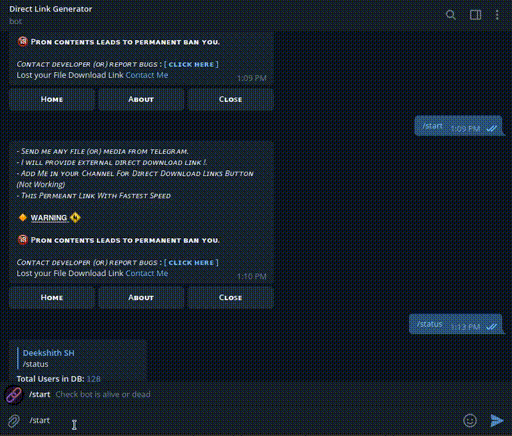 Direct Link Generator
bot
🔞 Pron contents leads to permanent ban you.
Contact developer (or) report bugs : [ CLICK HERE ]
Lost your File Download Link Contact Me
1:09 PM
Home About Close
/start 1:09 PM
- Send me any file (or) media from telegram.
- I will provide external direct download link !.
- Add Me in your Channel For Direct Download Links Button
(Not Working)
- This Permeant Link With Fastest Speed
🔸 WARNING 🚸
🔞 Pron contents leads to permanent ban you.
Contact developer (or) report bugs : [ CLICK HERE ]
Lost your File Download Link Contact Me
1:10 PM
Home About Close
/status 1:13 PM
Deekshith SH
/status
Total Users in DB: 128
/start Check bot is alive or dead
/start